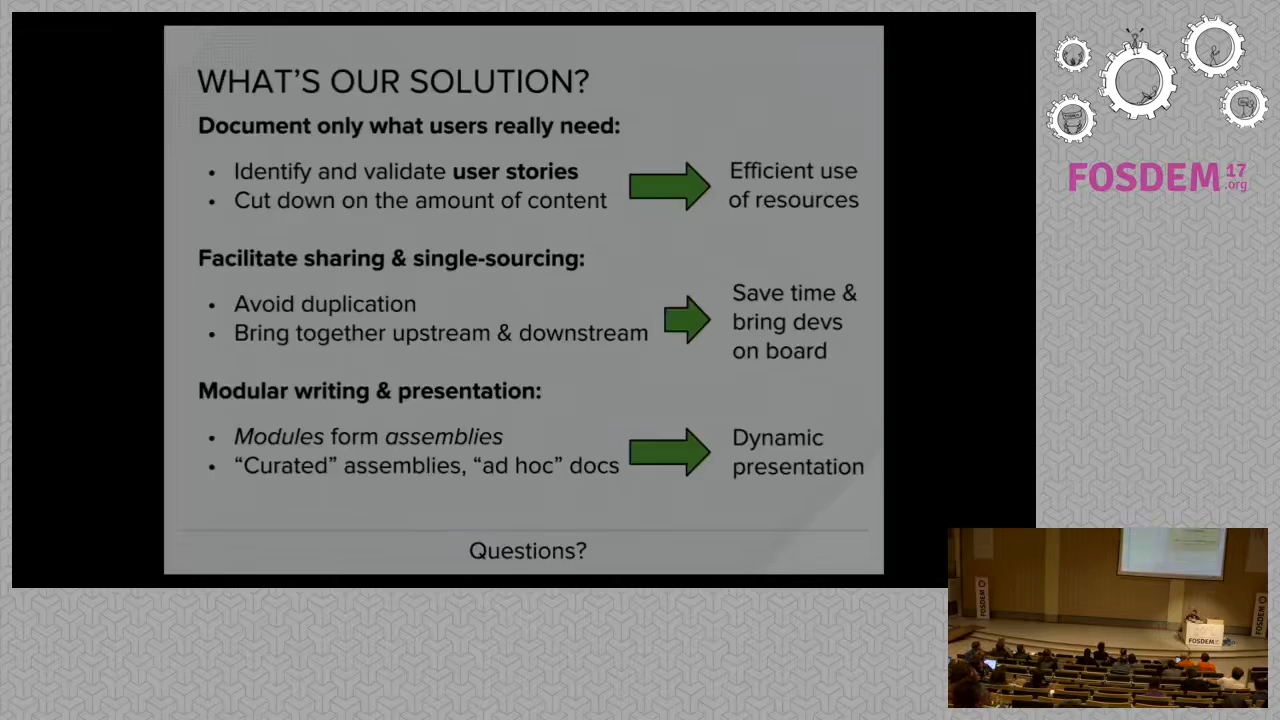 WHAT'S OUR SOLUTION?
Document only what users really need:
• Identify and validate user stories
• Cut down on the amount of content
Efficient use
of resources
Facilitate sharing & single-sourcing:
• Avoid duplication
• Bring together upstream & downstream
Save time &
bring devs
on board
Modular writing & presentation:
• Modules form assemblies
• “Curated” assemblies, “ad hoc” docs
Dynamic
presentation
Questions?
FOSDEM 17
.org
FOSDEM
FOSDEM
FOSDEM